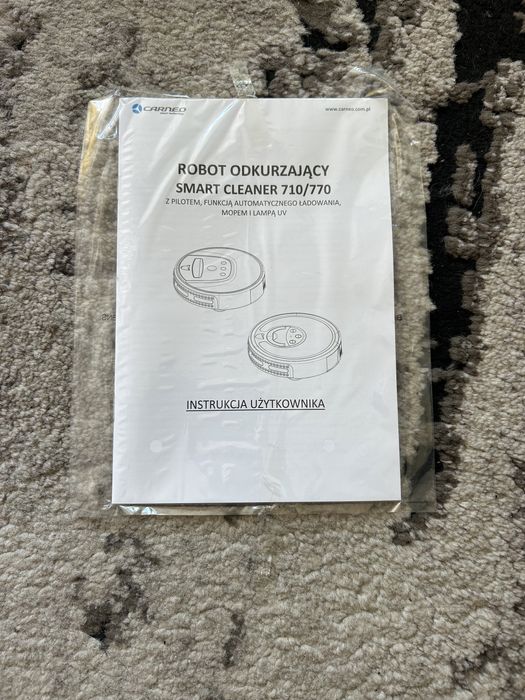 CARNEO
www.carneo.com.pl
ROBOT ODKURZAJĄCY
SMART CLEANER 710/770
Z PILOTEM, FUNKCJĄ AUTOMATYCZNEGO ŁADOWANIA,
MOPEM I LAMPĄ UV
INSTRUKCJA UŻYTKOWNIKA